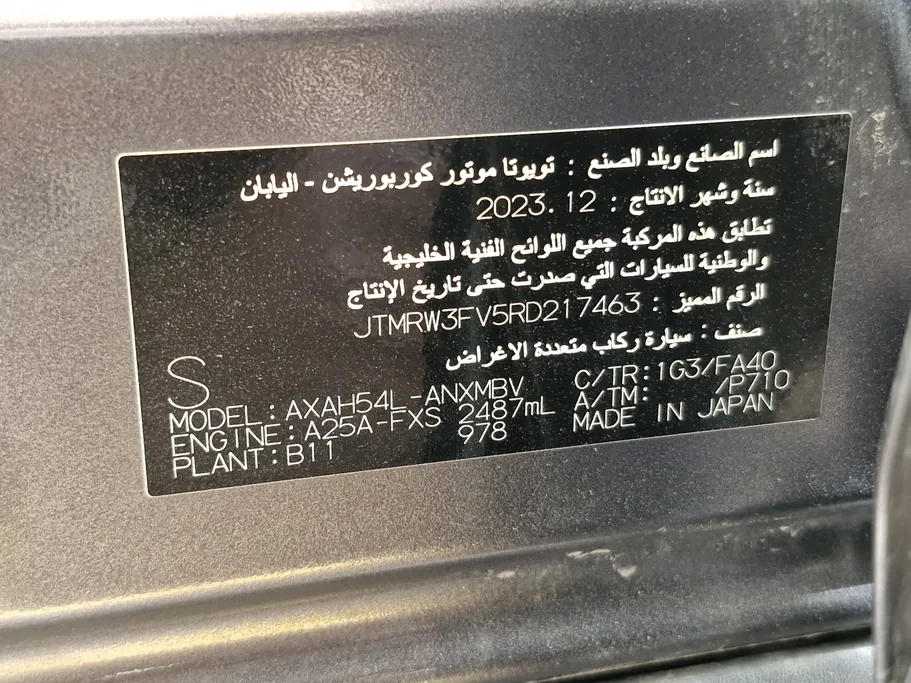 اسم الصانع وبلد الصنع : تويوتا موتور كوربوريشن - اليابان
سنة وشهر الانتاج : 2023.12
تطابق هذه المركبة جميع اللوائح الفنية الخليجية
والوطنية للسيارات التي صدرت حتى تاريخ الإنتاج
الرقم المميز : JTMRW3FV5RD217463
صنف : سيارة ركاب متعددة الاغراض
S
MODEL:AXAH54L-ANXMBV C/TR:1G3/FA40
ENGINE:A25A-FXS 2487mL A/TM: /P710
PLANT:B11 978 MADE IN JAPAN